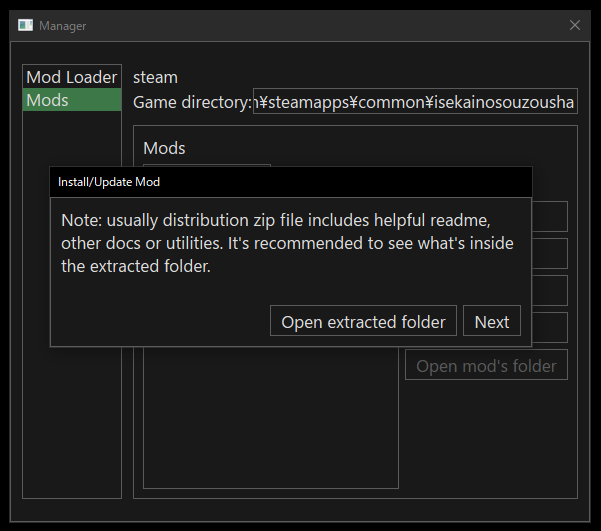 Manager
Mod Loader
Mods
steam
Game directory:
¥steamapps¥common¥isekainosouzousha
Mods
Install/Update Mod
Note: usually distribution zip file includes helpful readme,
other docs or utilities. It's recommended to see what's inside
the extracted folder.
Open extracted folder
Next
Open mod's folder